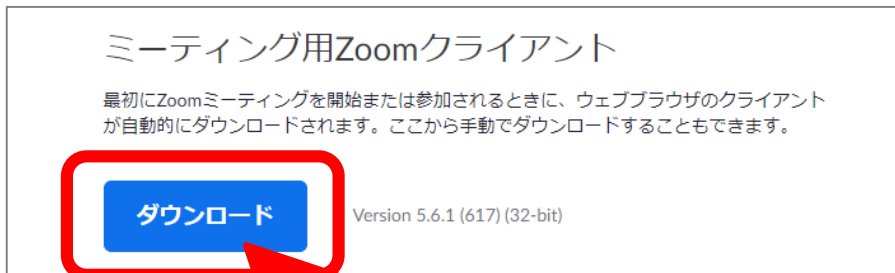 ミーティング用Zoomクライアント
最初にZoomミーティングを開始または参加されるときに、ウェブブラウザのクライアント
が自動的にダウンロードされます。ここから手動でダウンロードすることもできます。
ダウンロード
Version 5.6.1 (617) (32-bit)